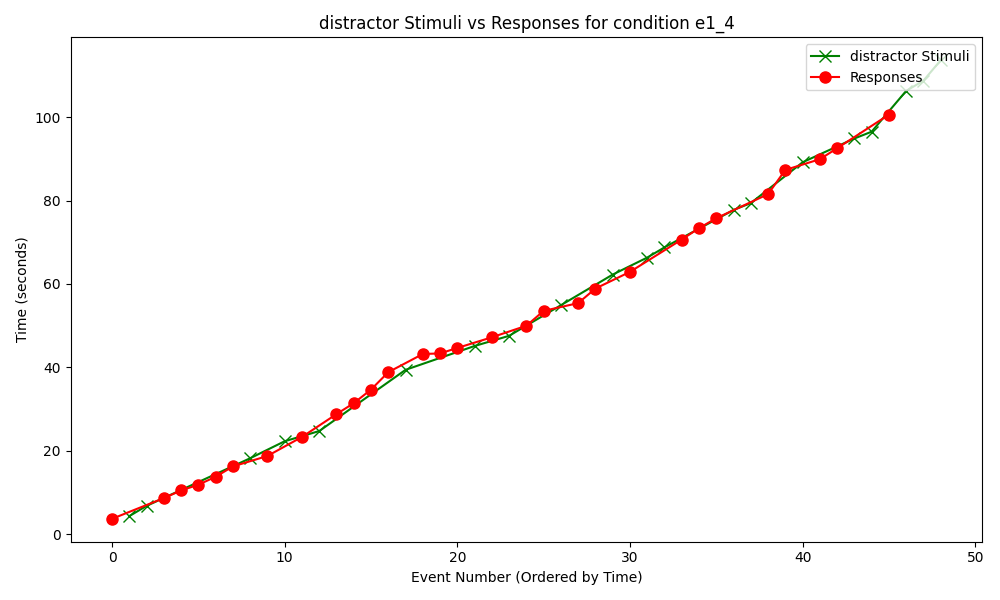 distractor Stimuli vs Responses for condition e1_4
distractor Stimuli
Responses
Time (seconds)
100
80
60
40
20
0
0 10 20 30 40 50
Event Number (Ordered by Time)